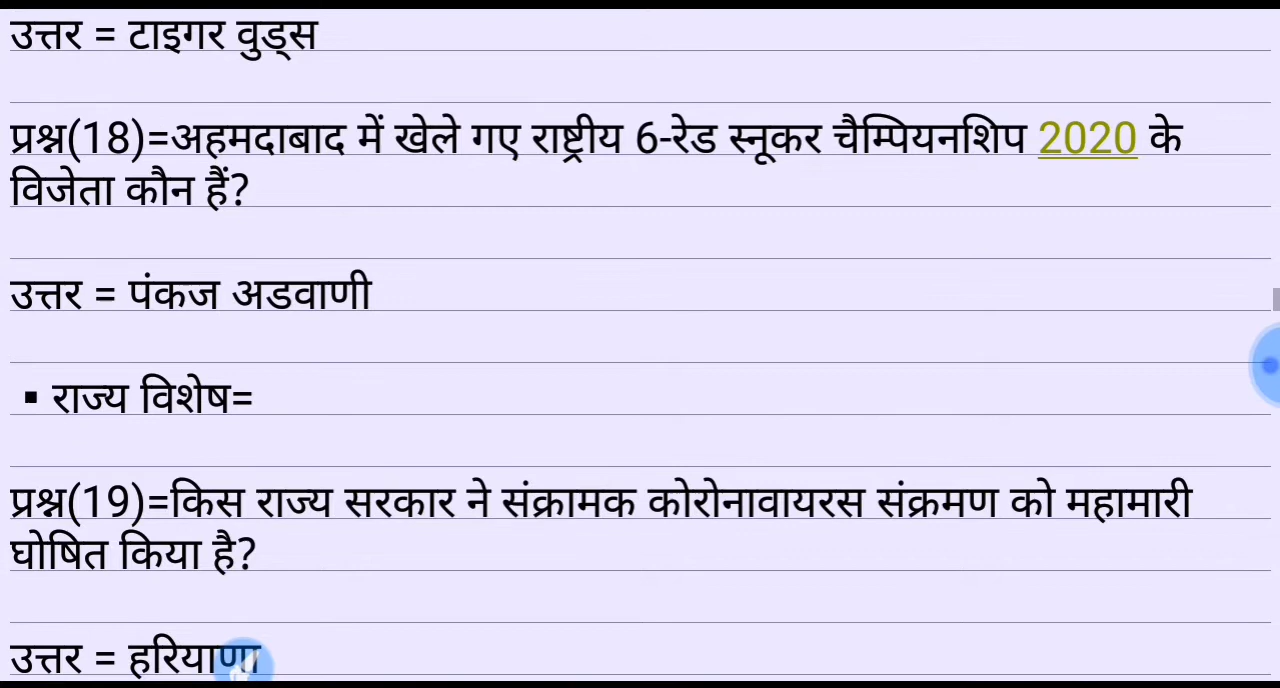 उत्तर = टाइगर वुड्स
प्रश्न(18)=अहमदाबाद में खेले गए राष्ट्रीय 6-रेड स्नूकर चैम्पियनशिप 2020 के
विजेता कौन हैं?
उत्तर = पंकज अडवाणी
▪ राज्य विशेष=
प्रश्न(19)=किस राज्य सरकार ने संक्रामक कोरोनावायरस संक्रमण को महामारी
घोषित किया है?
उत्तर = हरियाणा